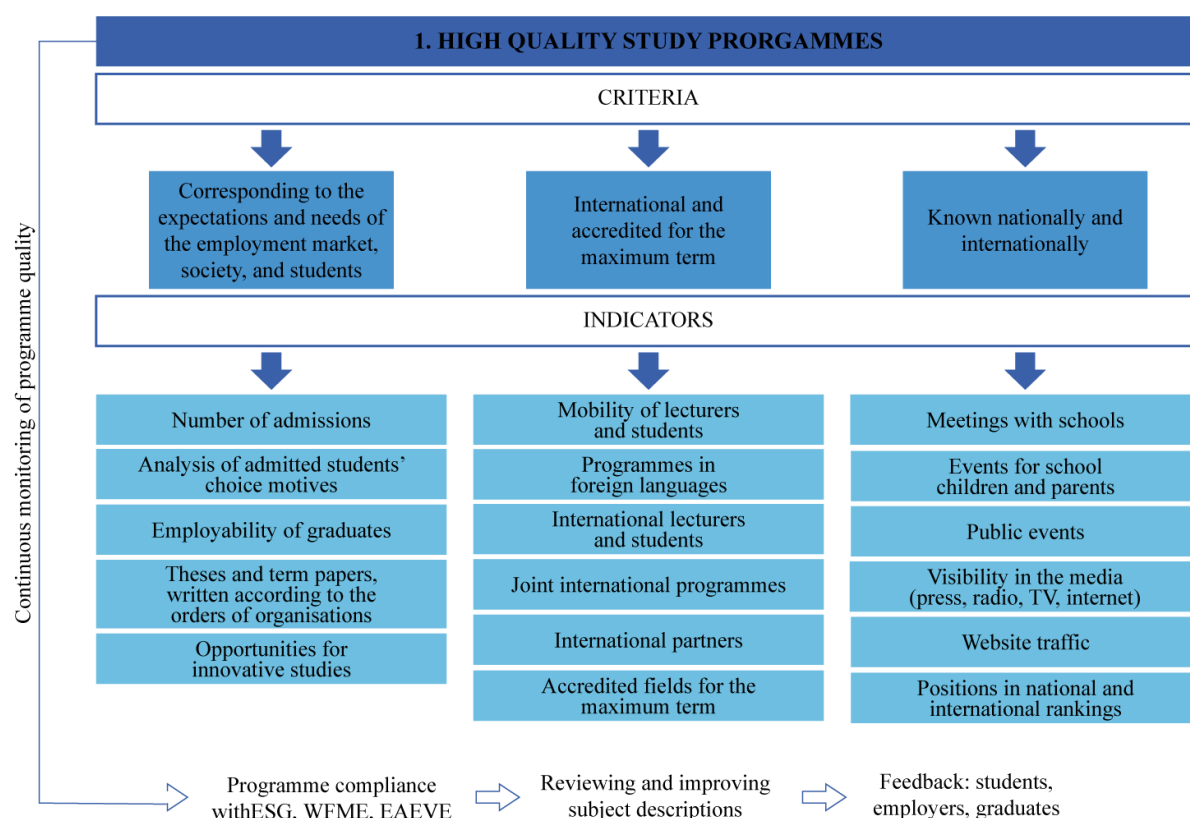 1. HIGH QUALITY STUDY PRORGAMMES
CRITERIA
Corresponding to the
expectations and needs of
the employment market,
society, and students
International and
accredited for the
maximum term
Known nationally and
internationally
INDICATORS
Number of admissions
Analysis of admitted students’
choice motives
Employability of graduates
Theses and term papers,
written according to the
orders of organisations
Opportunities for
innovative studies
Mobility of lecturers
and students
Programmes in
foreign languages
International lecturers
and students
Joint international programmes
International partners
Accredited fields for the
maximum term
Meetings with schools
Events for school
children and parents
Public events
Visibility in the media
(press, radio, TV, internet)
Website traffic
Positions in national and
international rankings
Continuous monitoring of programme quality
Programme compliance
withESG, WFME, EAEVE
Reviewing and improving
subject descriptions
Feedback: students,
employers, graduates